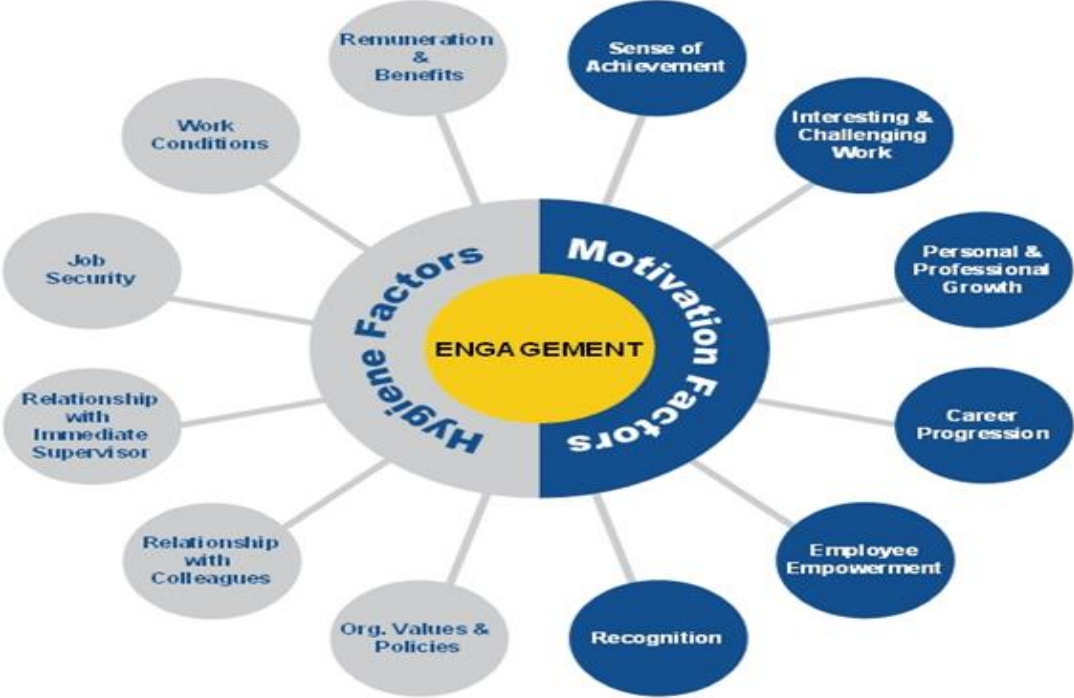 Remuneration
&
Benefits
Sense of
Achievement
Work
Conditions
Interesting &
Challenging
Work
Job
Security
Personal &
Professional
Growth
Hygiene Factors
Motivation Factors
ENGAGEMENT
Relationship
with
Immediate
Supervisor
Career
Progression
Relationship
with
Colleagues
Employee
Empowerment
Org. Values &
Policies
Recognition